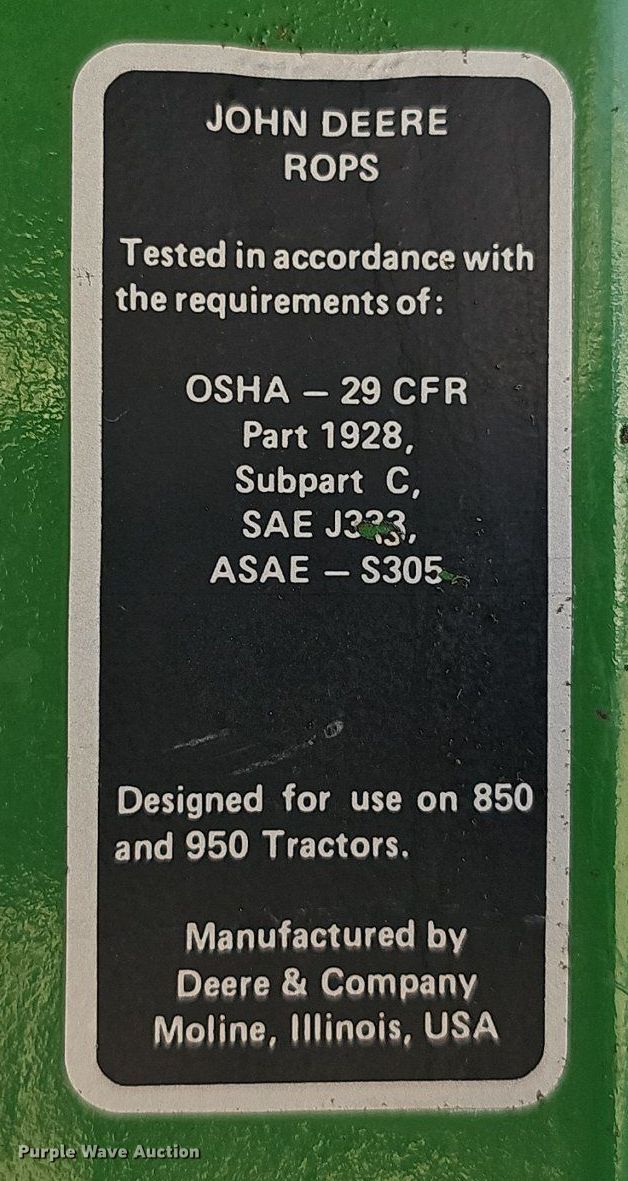 JOHN DEERE
ROPS
Tested in accordance with
the requirements of:
OSHA – 29 CFR
Part 1928,
Subpart C,
SAE J333,
ASAE – S305
Designed for use on 850
and 950 Tractors.
Manufactured by
Deere & Company
Moline, Illinois, USA
Purple Wave Auction